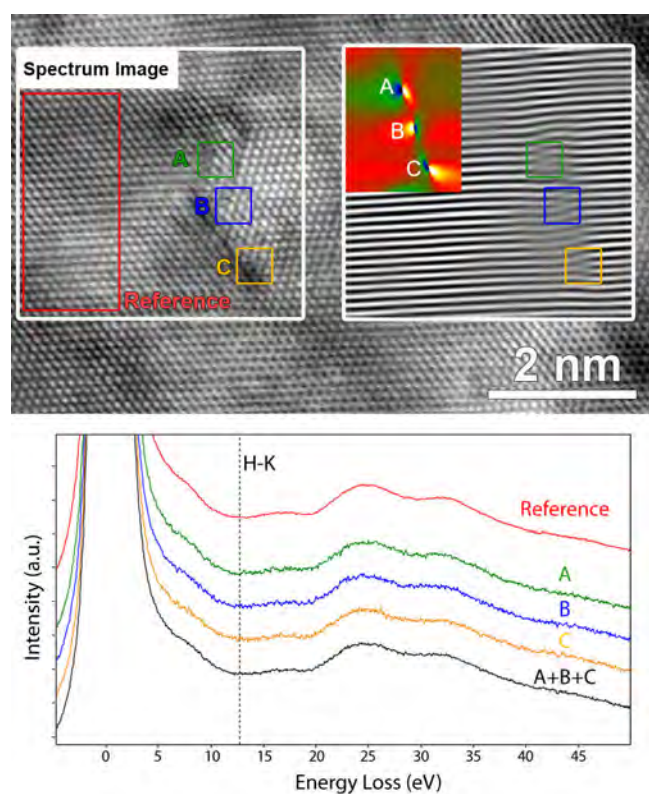 Spectrum Image
A
B
C
Reference
A
B
C
2 nm
H-K
Reference
A
B
C
A+B+C
Intensity (a.u.)
0 5 10 15 20 25 30 35 40 45
Energy Loss (eV)